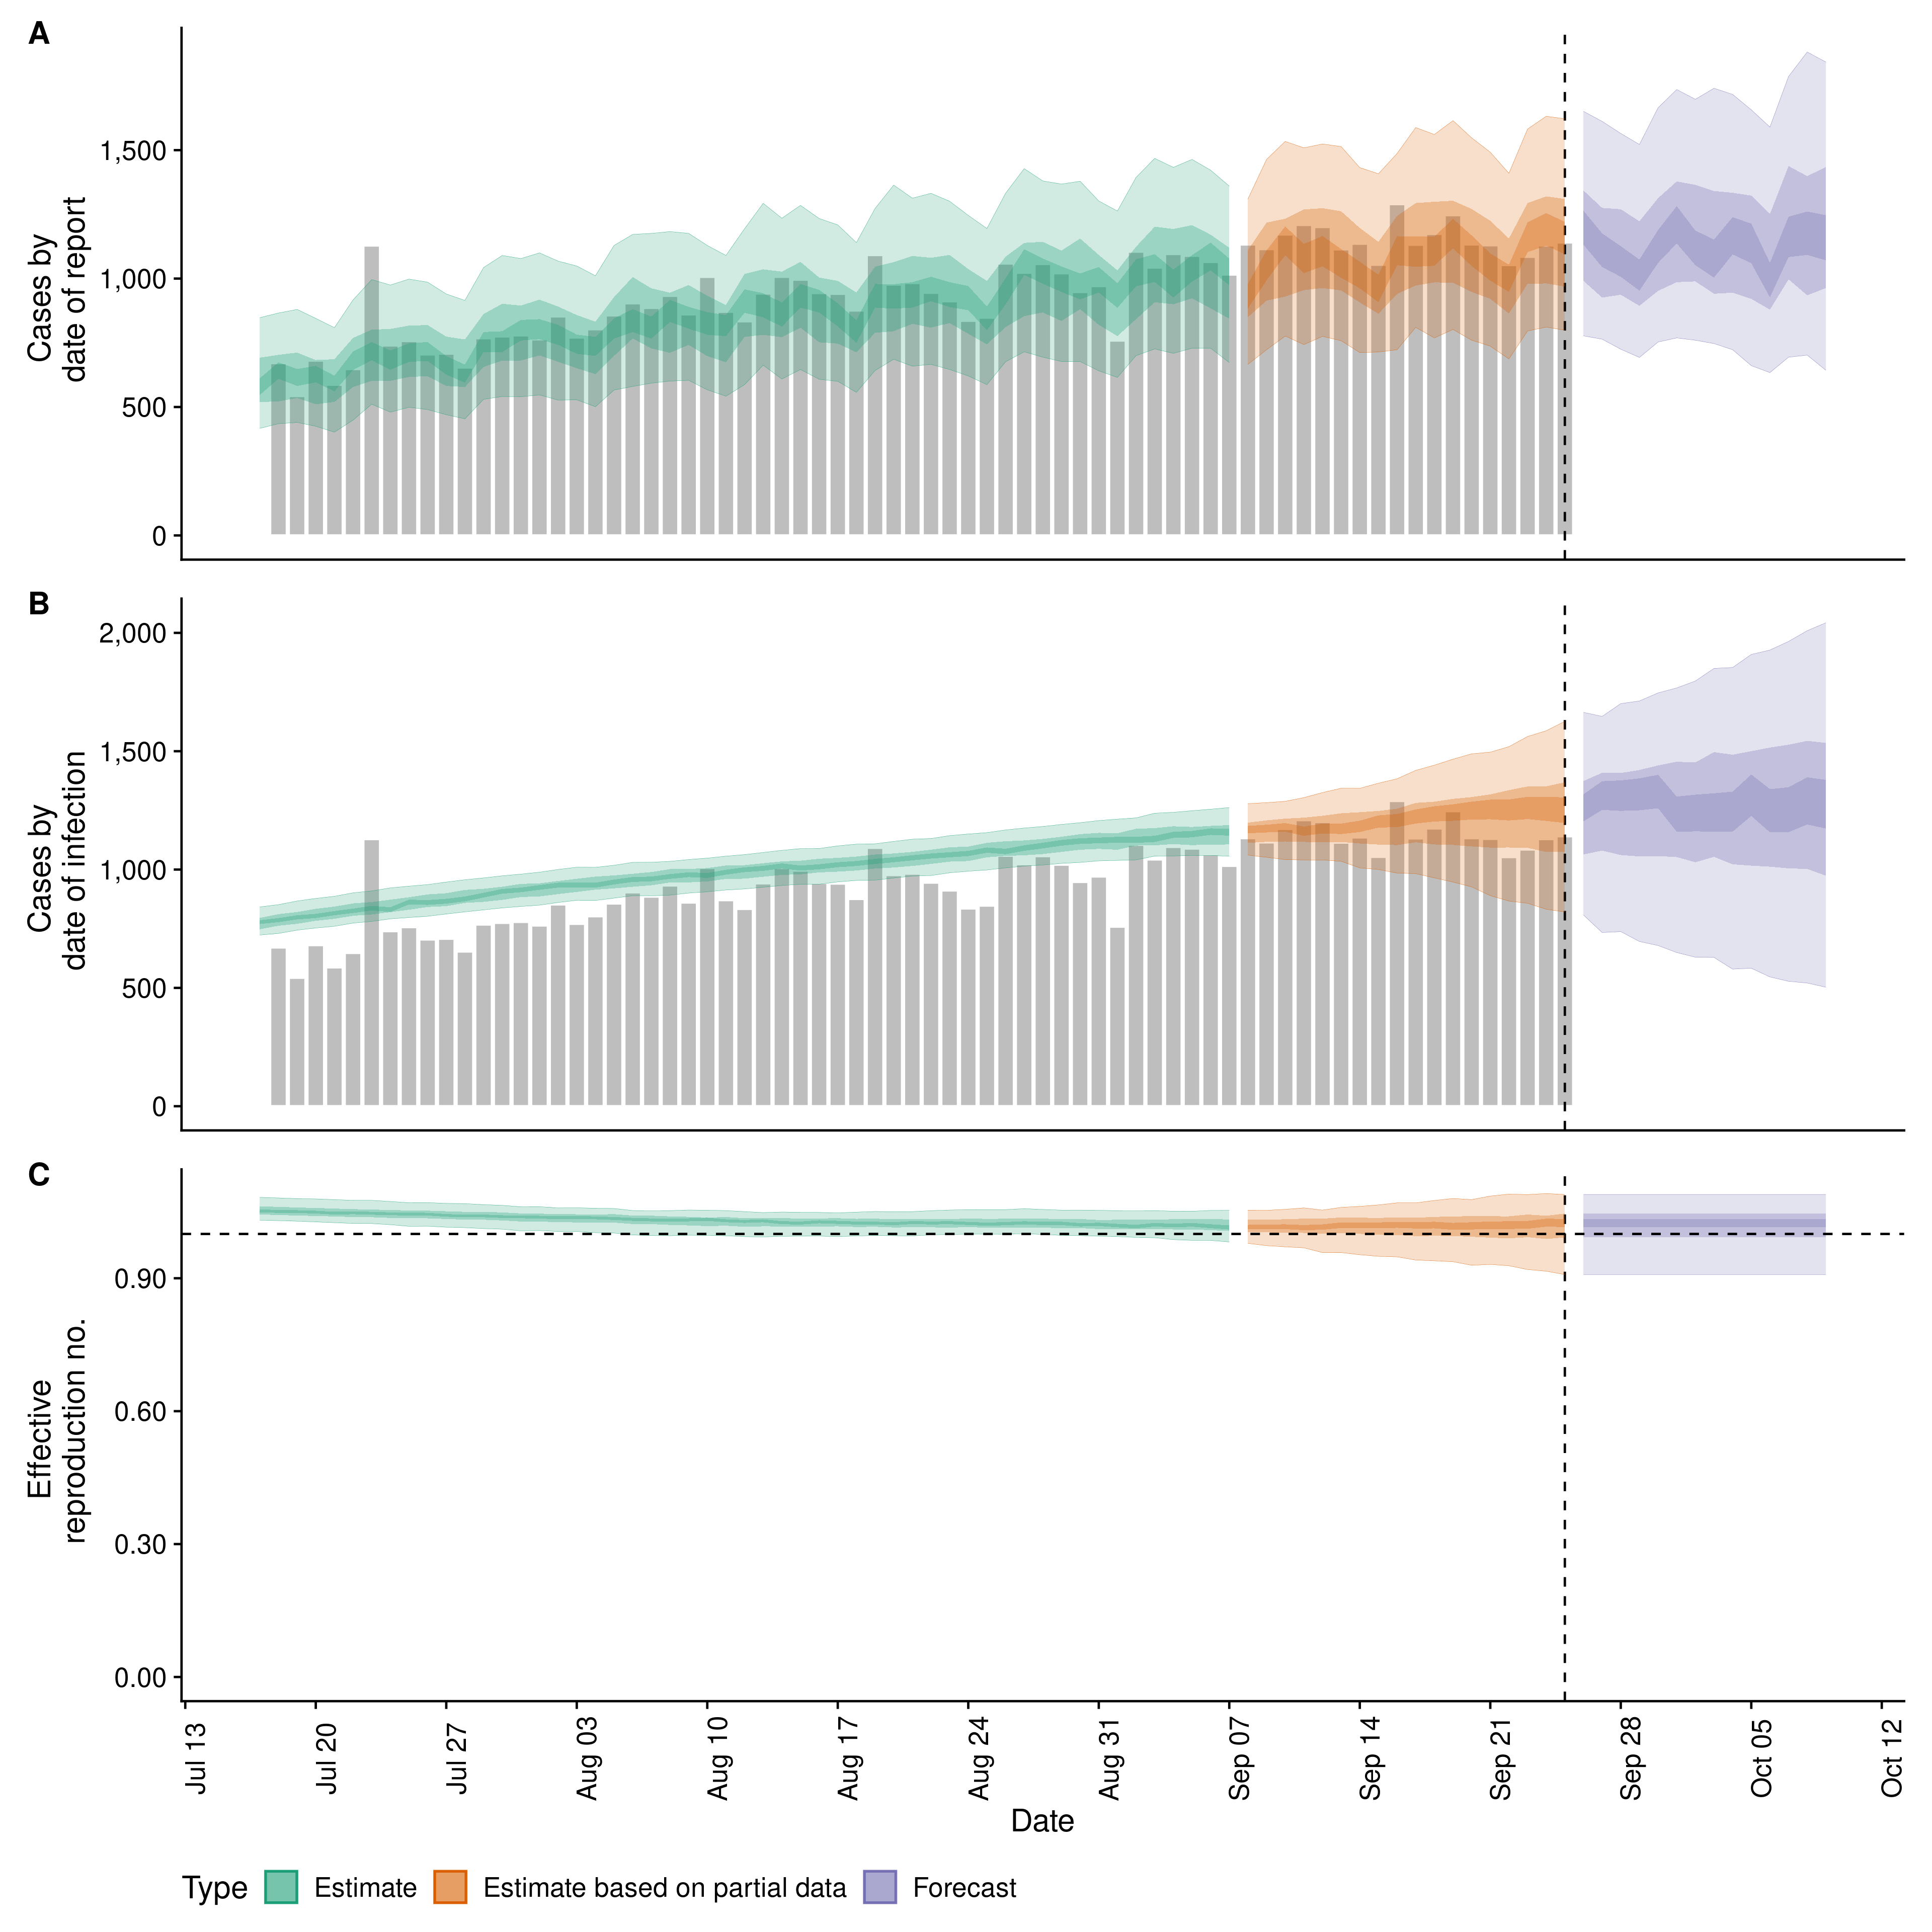 A
Cases by
date of report
1,500
1,000
500
0
B
Cases by
date of infection
2,000
1,500
1,000
500
0
C
Effective
reproduction no.
0.90
0.60
0.30
0.00
Jul 13
Jul 20
Jul 27
Aug 03
Aug 10
Aug 17
Aug 24
Aug 31
Sep 07
Sep 14
Sep 21
Sep 28
Oct 05
Oct 12
Date
Type Estimate Estimate based on partial data Forecast